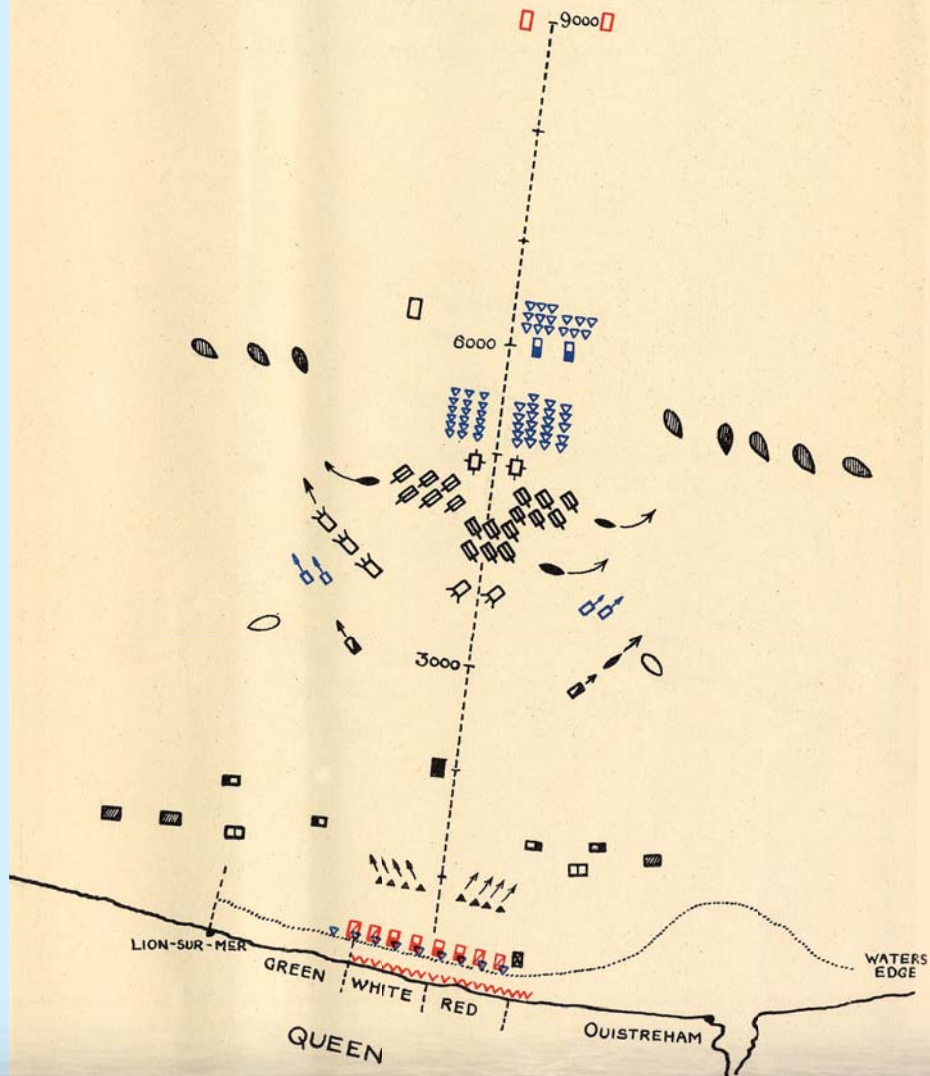 9000
6000
3000
LION-SUR-MER
GREEN
WHITE
RED
WATERS
EDGE
OUISTREHAM
QUEEN